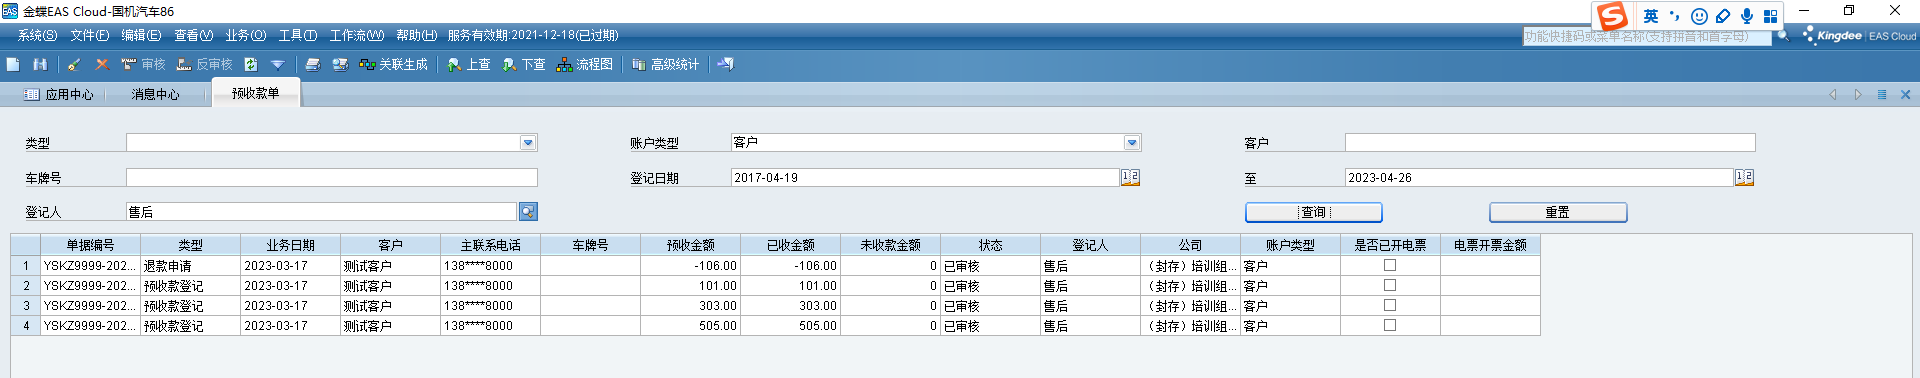 金蝶EAS Cloud-国机汽车86
英
系统(S) 文件(F) 编辑(E) 查看(V) 业务(O) 工具(T) 工作流(W) 帮助(H) 服务有效期:2021-12-18(已过期)
功能快捷码或菜单名称(支持拼音和首字母)
Kingdee EAS Cloud
审核 反审核 关联生成 上查 下查 流程图 高级统计
应用中心 消息中心 预收款单
类型 账户类型 客户 客户
车牌号 登记日期 2017-04-19 至 2023-04-26
登记人 售后 查询 重置
单据编号 类型 业务日期 客户 主联系电话 车牌号 预收金额 已收金额 未收款金额 状态 登记人 公司 账户类型 是否已开电票 电票开票金额
1 YSKZ9999-202... 退款申请 2023-03-17 测试客户 138****8000 -106.00 -106.00 0 已审核 售后 （封存）培训组... 客户
2 YSKZ9999-202... 预收款登记 2023-03-17 测试客户 138****8000 101.00 101.00 0 已审核 售后 （封存）培训组... 客户
3 YSKZ9999-202... 预收款登记 2023-03-17 测试客户 138****8000 303.00 303.00 0 已审核 售后 （封存）培训组... 客户
4 YSKZ9999-202... 预收款登记 2023-03-17 测试客户 138****8000 505.00 505.00 0 已审核 售后 （封存）培训组... 客户